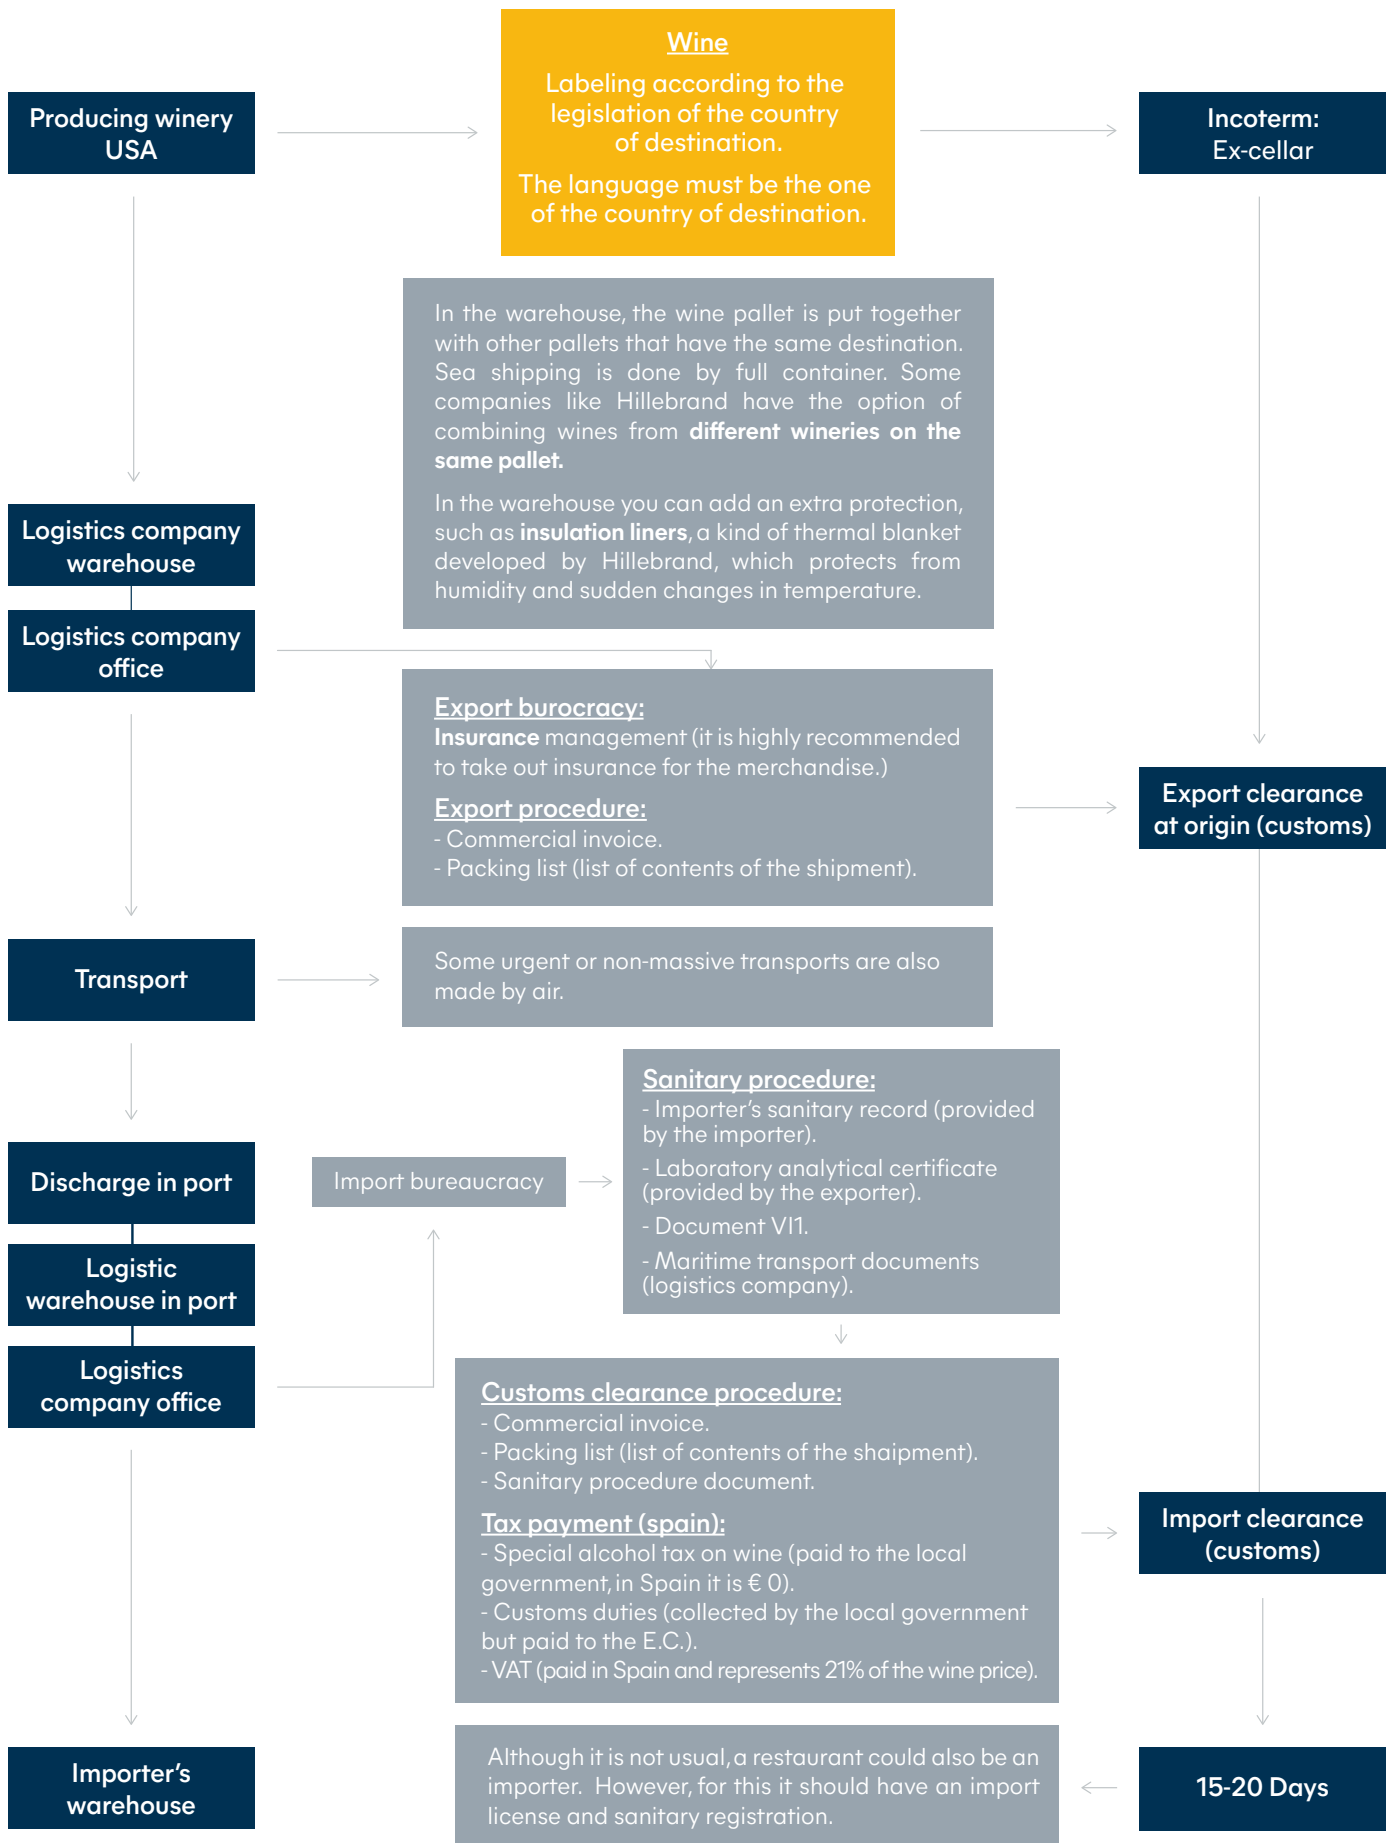 Wine
Labeling according to the
legislation of the country
of destination.
The language must be the one
of the country of destination.
Producing winery
USA
Incoterm:
Ex-cellar
In the warehouse, the wine pallet is put together
with other pallets that have the same destination.
Sea shipping is done by full container. Some
companies like Hillebrand have the option of
combining wines from different wineries on the
same pallet.
In the warehouse you can add an extra protection,
such as insulation liners, a kind of thermal blanket
developed by Hillebrand, which protects from
humidity and sudden changes in temperature.
Logistics company
warehouse
Logistics company
office
Export burocracy:
Insurance management (it is highly recommended
to take out insurance for the merchandise.)
Export procedure:
- Commercial invoice.
- Packing list (list of contents of the shipment).
Export clearance
at origin (customs)
Transport
Some urgent or non-massive transports are also
made by air.
Discharge in port
Logistic
warehouse in port
Logistics
company office
Import bureaucracy
Sanitary procedure:
- Importer’s sanitary record (provided
by the importer).
- Laboratory analytical certificate
(provided by the exporter).
- Document VI1.
- Maritime transport documents
(logistics company).
Customs clearance procedure:
- Commercial invoice.
- Packing list (list of contents of the shaipment).
- Sanitary procedure document.
Tax payment (spain):
- Special alcohol tax on wine (paid to the local
government, in Spain it is € 0).
- Customs duties (collected by the local government
but paid to the E.C.).
- VAT (paid in Spain and represents 21% of the wine price).
Import clearance
(customs)
Importer’s
warehouse
Although it is not usual, a restaurant could also be an
importer. However, for this it should have an import
license and sanitary registration.
15-20 Days